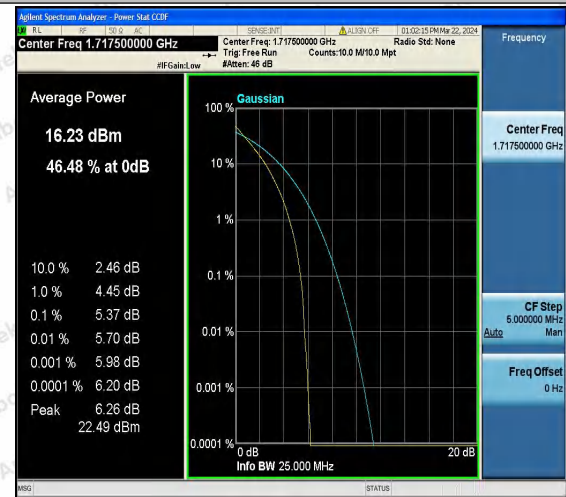 Agilent Spectrum Analyzer - Power Stat CCDF
RL RF 50 Ω AC SENSE:INT ALIGN OFF 01:02:15 PM Mar 22, 2024
Center Freq 1.717500000 GHz
Center Freq: 1.717500000 GHz Radio Std: None
Trig: Free Run Counts:10.0 M/10.0 Mpt
#IFGain:Low #Atten: 46 dB
Frequency
Average Power
16.23 dBm
46.48 % at 0dB
10.0 % 2.46 dB
1.0 % 4.45 dB
0.1 % 5.37 dB
0.01 % 5.70 dB
0.001 % 5.98 dB
0.0001 % 6.20 dB
Peak 6.26 dB
22.49 dBm
Gaussian
100 %
10 %
1 %
0.1 %
0.01 %
0.001 %
0.0001 %
0 dB 20 dB
Info BW 25.000 MHz
Center Freq
1.717500000 GHz
CF Step
5.000000 MHz
Auto Man
Freq Offset
0 Hz
MSG STATUS